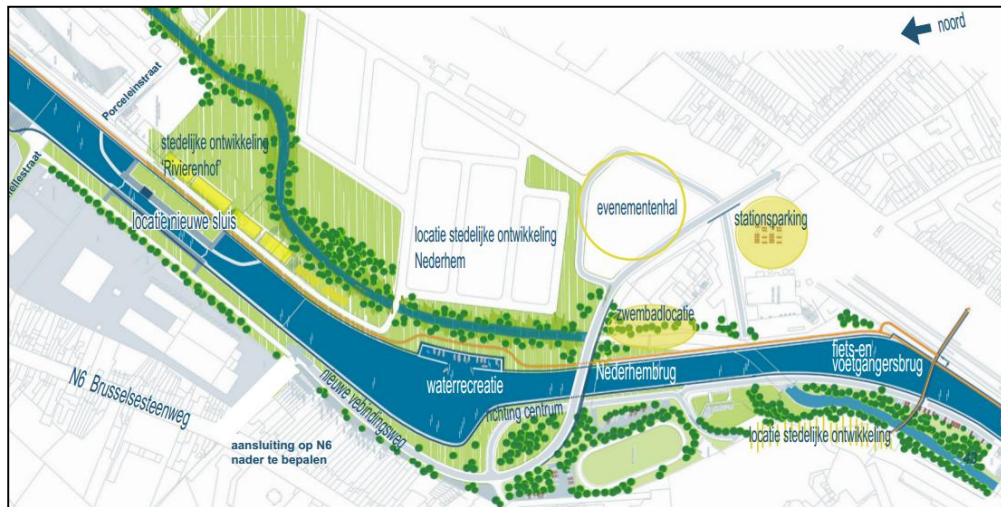 noord
Porceleinstraat
stedelijke ontwikkeling
'Rivierenhof'
evenementenhal
stationsparking
locatie nieuwe sluis
locatie stedelijke ontwikkeling
Nederhem
zwembadlocatie
fiets-en
voetgangersbrug
waterrecreatie
Nederhembrug
N6 Brusselsesteenweg
nieuwe vebindingsweg
richting centrum
locatie stedelijke ontwikkeling
aansluiting op N6
nader te bepalen